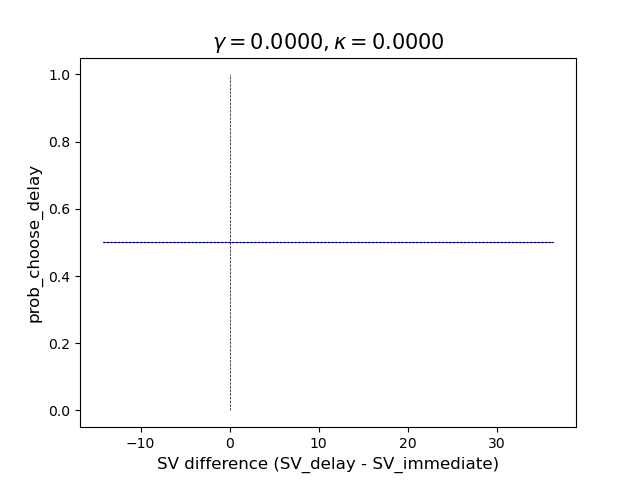 γ = 0.0000, κ = 0.0000
1.0
0.8
0.6
0.4
0.2
0.0
prob_choose_delay
−10 0 10 20 30
SV difference (SV_delay - SV_immediate)